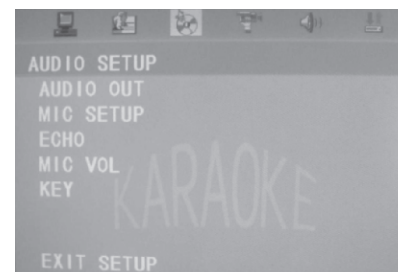 AUDIO SETUP
AUDIO OUT
MIC SETUP
ECHO
MIC VOL
KEY
KARAOKE
EXIT SETUP